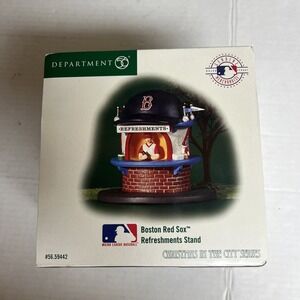 DEPARTMENT 56
B
REFRESHMENTS
MAJOR LEAGUE BASEBALL
Boston Red Sox™
Refreshments Stand
#56.59442
CHRISTMAS IN THE CITY SERIES